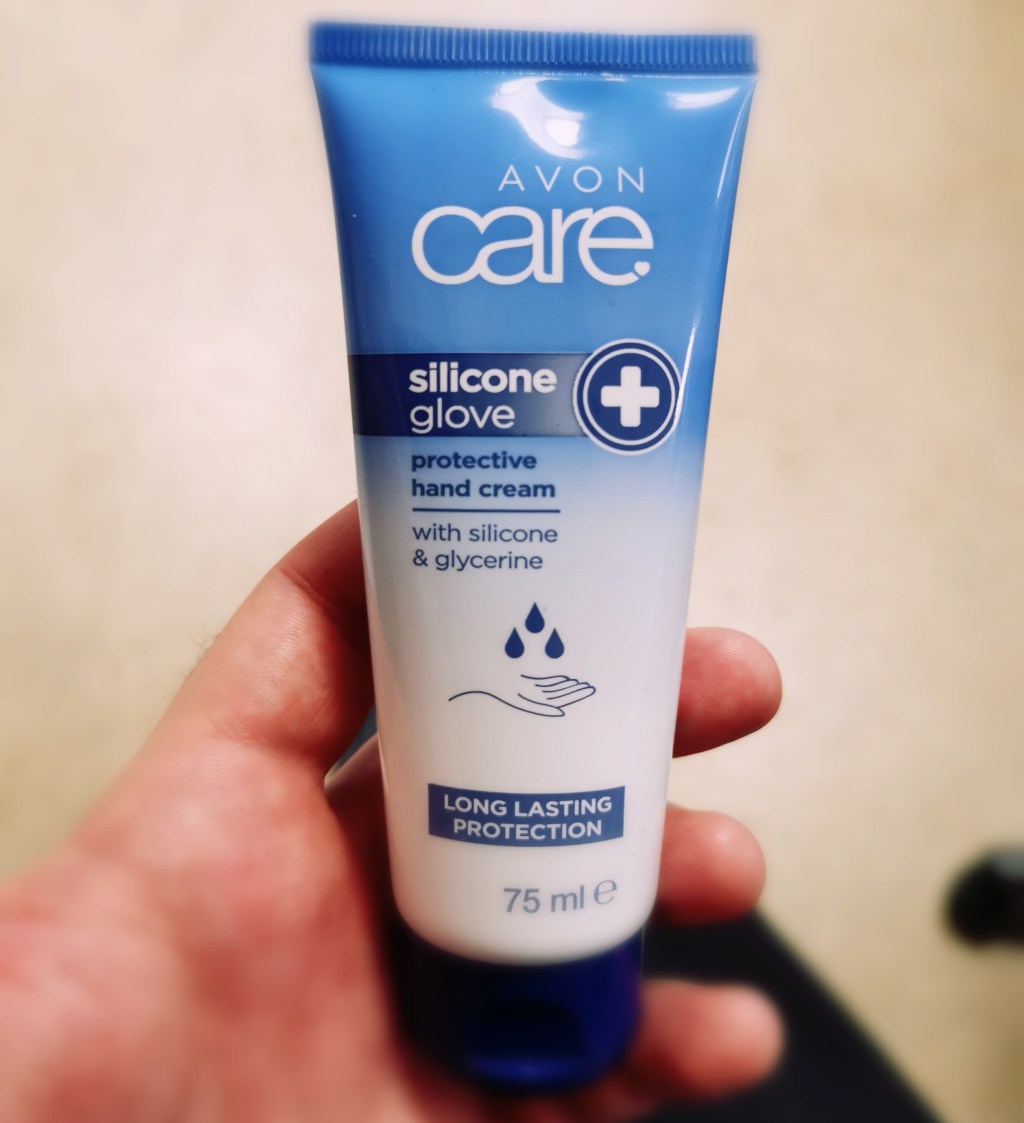 AVON
care
silicone
glove
protective
hand cream
with silicone
& glycerine
LONG LASTING
PROTECTION
75 ml ℮